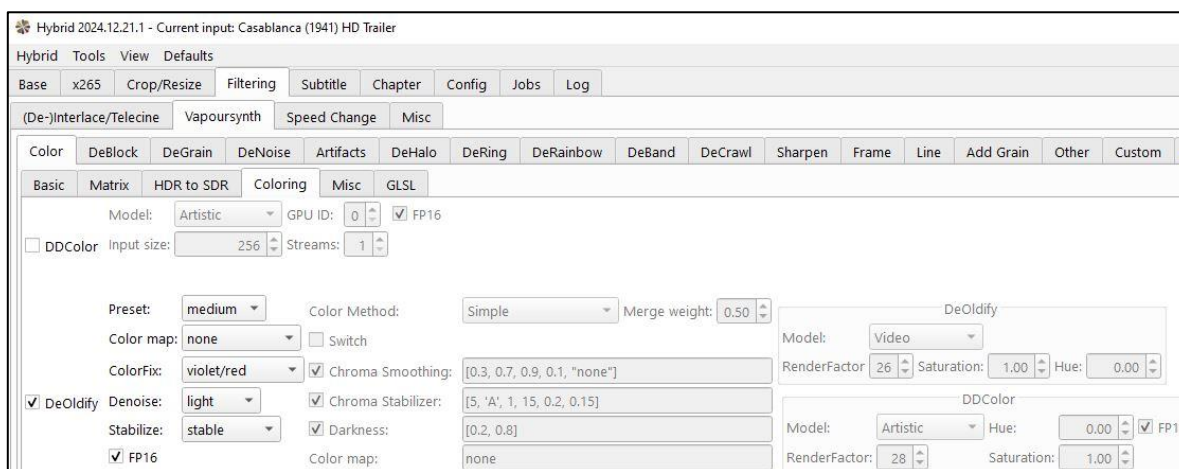 Hybrid 2024.12.21.1 - Current input: Casablanca (1941) HD Trailer
Hybrid Tools View Defaults
Base x265 Crop/Resize Filtering Subtitle Chapter Config Jobs Log
(De-)Interlace/Telecine Vapoursynth Speed Change Misc
Color DeBlock DeGrain DeNoise Artifacts DeHalo DeRing DeRainbow DeBand DeCrawl Sharpen Frame Line Add Grain Other Custom
Basic Matrix HDR to SDR Coloring Misc GLSL
Model: Artistic GPU ID: 0 FP16
DDColor Input size: 256 Streams: 1
Preset: medium Color Method: Simple Merge weight: 0.50 DeOldify
Color map: none Switch Model: Video
ColorFix: violet/red Chroma Smoothing: [0.3, 0.7, 0.9, 0.1, "none"] RenderFactor 26 Saturation: 1.00 Hue: 0.00
DeOldify Denoise: light Chroma Stabilizer: [5, 'A', 1, 15, 0.2, 0.15] DDColor
Stabilize: stable Darkness: [0.2, 0.8] Model: Artistic Hue: 0.00 FP1
FP16 Color map: none RenderFactor: 28 Saturation: 1.00